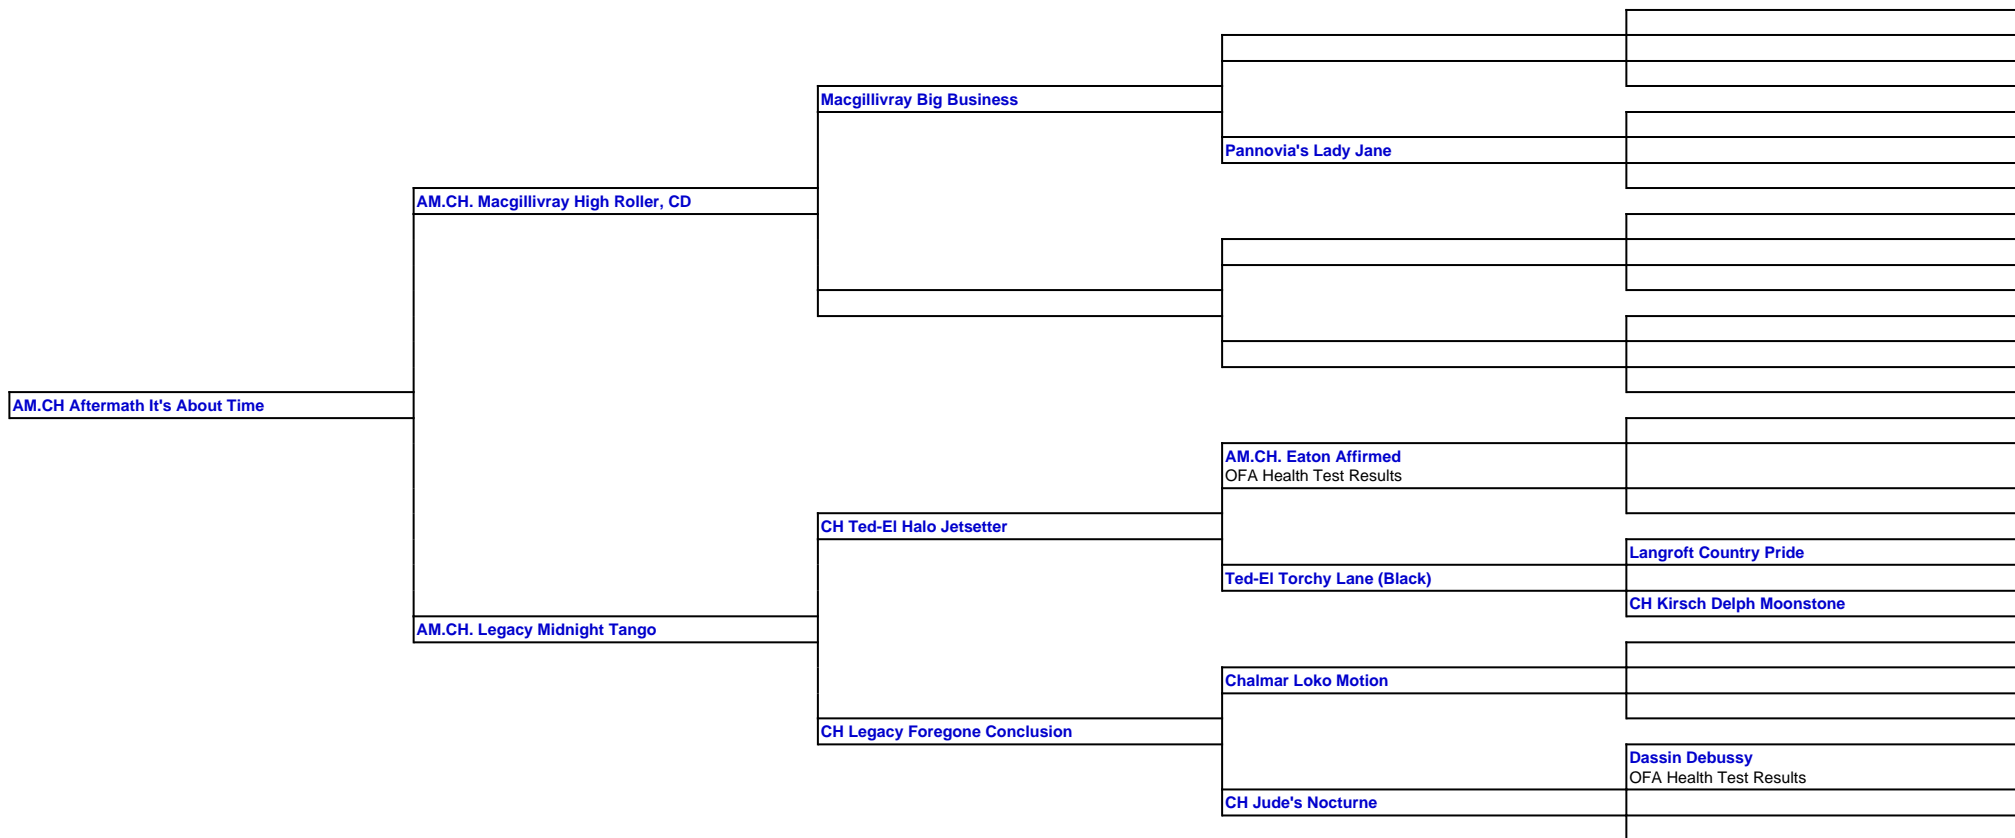 Macgillivray Big Business
Pannovia's Lady Jane
AM.CH. Macgillivray High Roller, CD
AM.CH Aftermath It's About Time
AM.CH. Eaton Affirmed
OFA Health Test Results
CH Ted-El Halo Jetsetter
Langroft Country Pride
Ted-El Torchy Lane (Black)
CH Kirsch Delph Moonstone
AM.CH. Legacy Midnight Tango
Chalmar Loko Motion
CH Legacy Foregone Conclusion
Dassin Debussy
OFA Health Test Results
CH Jude's Nocturne